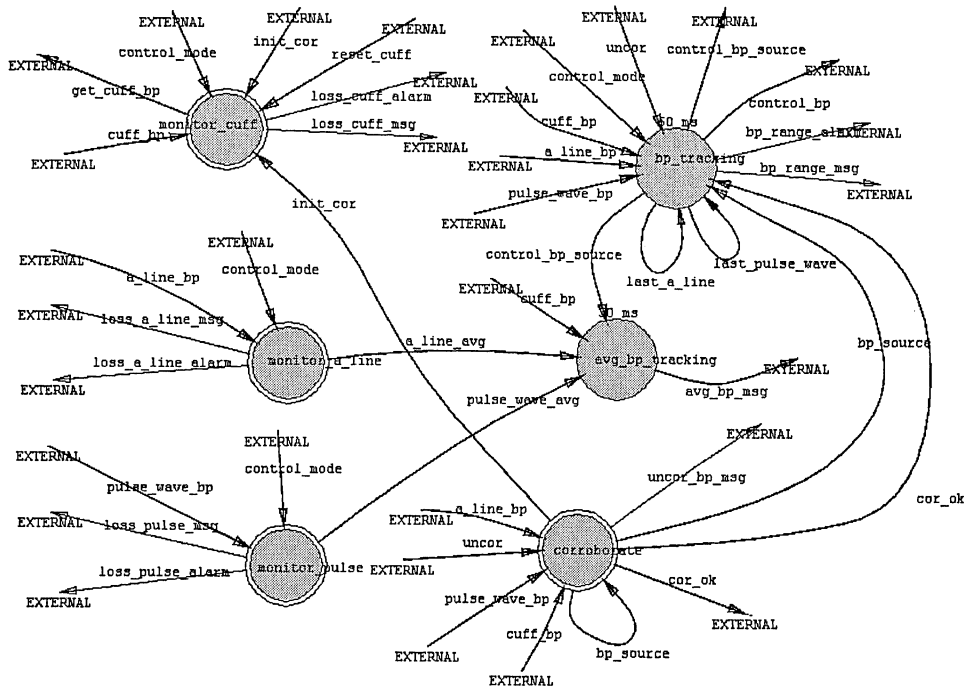 EXTERNAL
EXTERNAL
EXTERNAL
EXTERNAL
control_mode
init_cor
reset_cuff
get_cuff_bp
loss_cuff_alarm
EXTERNAL
monitor_cuff
cuff_bp
loss_cuff_msg
EXTERNAL
EXTERNAL
init_cor
EXTERNAL
EXTERNAL
EXTERNAL
EXTERNAL
uncor
control_bp_source
EXTERNAL
control_mode
EXTERNAL
control_bp
cuff_bp
50 ms
bp_range_alarm
EXTERNAL
EXTERNAL
a_line_bp
bp_tracking
bp_range_msg
EXTERNAL
pulse_wave_bp
EXTERNAL
control_bp_source
last_pulse_wave
last_a_line
EXTERNAL
EXTERNAL
a_line_bp
control_mode
EXTERNAL
loss_a_line_msg
loss_a_line_alarm
monitor_a_line
EXTERNAL
a_line_avg
EXTERNAL
cuff_bp
50 ms
avg_bp_tracking
EXTERNAL
avg_bp_msg
bp_source
pulse_wave_avg
EXTERNAL
EXTERNAL
control_mode
pulse_wave_bp
EXTERNAL
loss_pulse_msg
loss_pulse_alarm
monitor_pulse
EXTERNAL
EXTERNAL
uncor_bp_msg
cor_ok
a_line_bp
EXTERNAL
uncor
corroborate
EXTERNAL
pulse_wave_bp
cor_ok
EXTERNAL
cuff_bp
EXTERNAL
bp_source
EXTERNAL